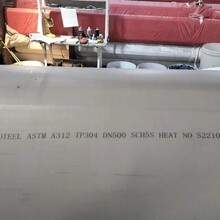 STEEL ASTM A312 TP304 DN500 SCH5S HEAT NO S2210